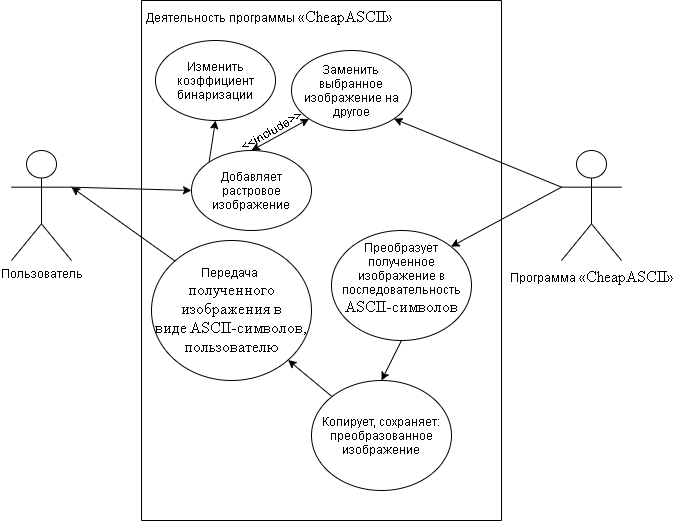 Деятельность программы «CheapASCII»
Изменить
коэффициент
бинаризации
Заменить
выбранное
изображение на
другое
<<include>>
Добавляет
растровое
изображение
Пользователь
Передача
полученного
изображения в
виде ASCII-символов,
пользователю
Преобразует
полученное
изображение в
последовательность
ASCII-символов
Программа «CheapASCII»
Копирует, сохраняет:
преобразованное
изображение